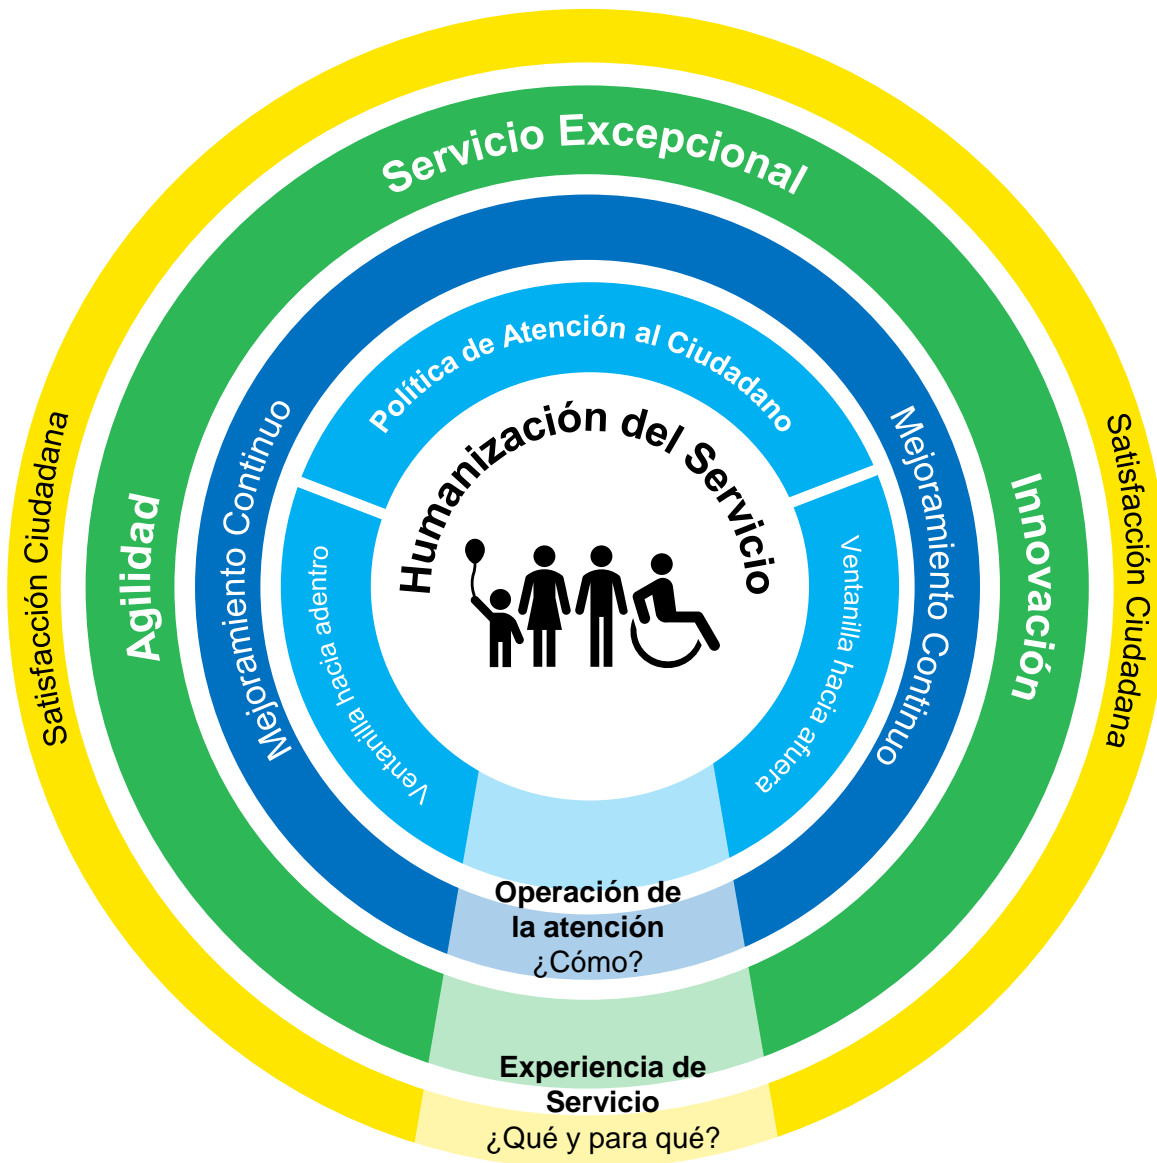 Servicio Excepcional
Política de Atención al Ciudadano
Humanización del Servicio
Satisfacción Ciudadana
Agilidad
Mejoramiento Continuo
Ventanilla hacia adentro
Ventanilla hacia afuera
Mejoramiento Continuo
Innovación
Satisfacción Ciudadana
Operación de
la atención
¿Cómo?
Experiencia de
Servicio
¿Qué y para qué?